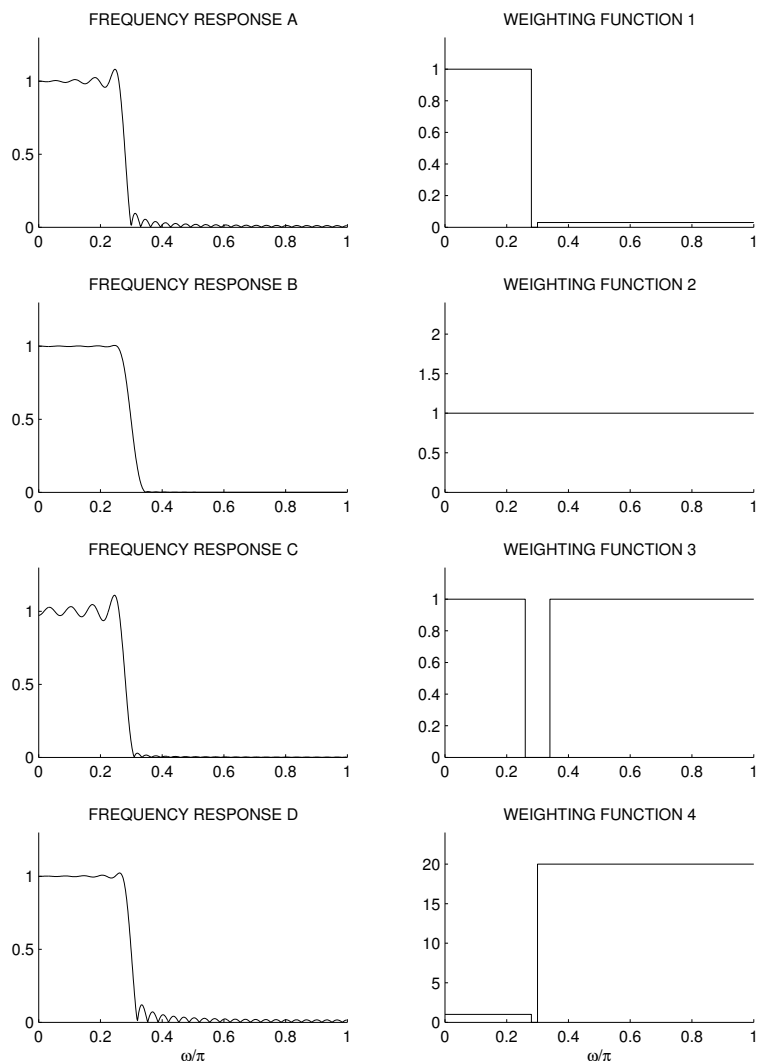 FREQUENCY RESPONSE A
1
0.5
0
0 0.2 0.4 0.6 0.8 1
WEIGHTING FUNCTION 1
1
0.8
0.6
0.4
0.2
0
0 0.2 0.4 0.6 0.8 1
FREQUENCY RESPONSE B
1
0.5
0
0 0.2 0.4 0.6 0.8 1
WEIGHTING FUNCTION 2
2
1.5
1
0.5
0
0 0.2 0.4 0.6 0.8 1
FREQUENCY RESPONSE C
1
0.5
0
0 0.2 0.4 0.6 0.8 1
WEIGHTING FUNCTION 3
1
0.8
0.6
0.4
0.2
0
0 0.2 0.4 0.6 0.8 1
FREQUENCY RESPONSE D
1
0.5
0
0 0.2 0.4 0.6 0.8 1
ω/π
WEIGHTING FUNCTION 4
20
15
10
5
0
0 0.2 0.4 0.6 0.8 1
ω/π